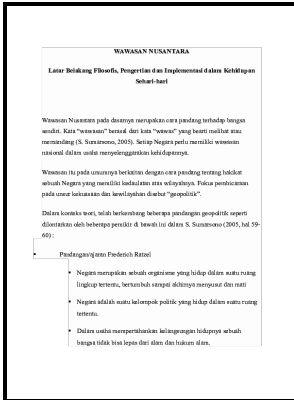 WAWASAN NUSANTARA
Latar Belakang Filosofis, Pengertian dan Implementasi dalam Kehidupan
Sehari-hari
Wawasan Nusantara pada dasarnya merupakan cara pandang terhadap bangsa
sendiri. Kata "wawasan" berasal dari kata "wawas" yang bearti melihat atau
memandang (S. Sumarsono, 2005). Setiap Negara perlu memiliki wawasan
nasional dalam usaha menyelenggarakan kehidupannya.
Wawasan itu pada umumnya berkaitan dengan cara pandang tentang hakikat
sebuah Negara yang memiliki kedaulatan atas wilayahnya. Fokus pembicaraan
pada unsur kekuasaan dan kewilayahan disebut "geopolitik".
Dalam konteks teori, telah berkembang beberapa pandangan geopolitik seperti
dilontarkan oleh beberapa pemikir di bawah ini dalam S. Sumarsono (2005, hal 59-
60) :
• Pandangan/ajaran Frederich Ratzel
• Negara merupakan sebuah organisme yang hidup dalam suatu ruang
lingkup tertentu, bertumbuh sampai akhirnya menyusut dan mati
• Negara adalah suatu kelompok politik yang hidup dalam suatu ruang
tertentu.
• Dalam usaha mempertahankan kelangsungan hidupnya sebuah
bangsa tidak bisa lepas dari alam dan hukum alam.